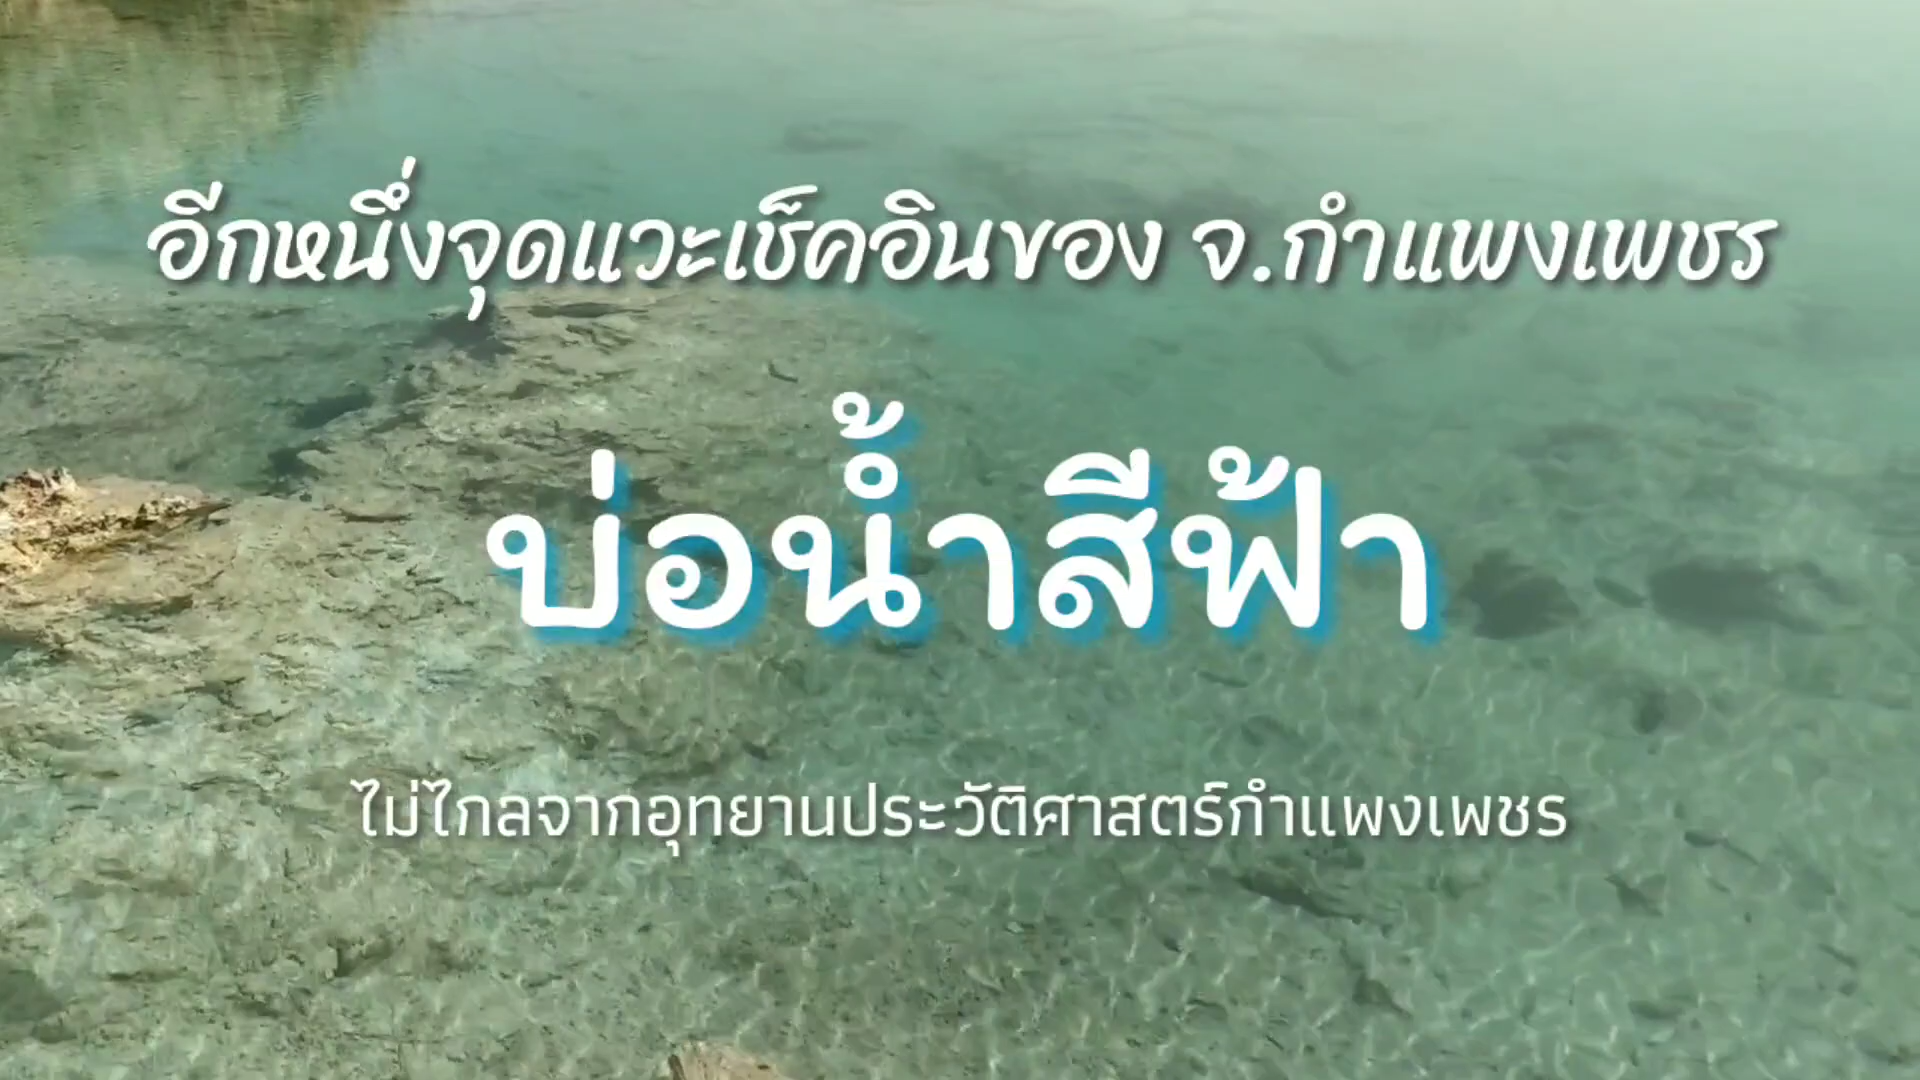 อีกหนึ่งจุดแวะเช็คอินของ จ.กำแพงเพชร
บ่อน้ำสีฟ้า
ไม่ไกลจากอุทยานประวัติศาสตร์กำแพงเพชร